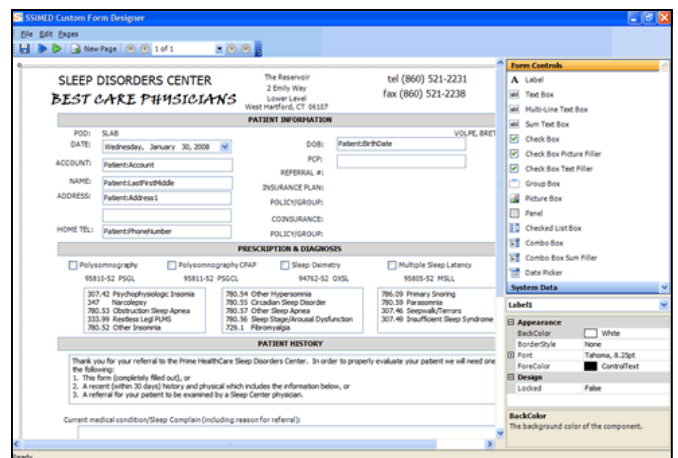 SSIMED Custom Form Designer
File Edit Pages
New Page 1 of 1
SLEEP DISORDERS CENTER
BEST CARE PHYSICIANS
The Reservoir
2 Emily Way
Lower Level
West Hartford, CT 06107
tel (860) 521-2231
fax (860) 521-2238
PATIENT INFORMATION
POD: SLAB
VOLPE, BRET
DATE: Wednesday, January 30, 2008
DOB: Patient:BirthDate
ACCOUNT: Patient:Account
PCP:
REFERRAL #:
NAME: Patient:LastFirstMiddle
INSURANCE PLAN:
ADDRESS: Patient:Address1
POLICY/GROUP:
COINSURANCE:
HOME TEL: Patient:PhoneNumber
POLICY/GROUP:
PRESCRIPTION & DIAGNOSIS
Polysomnography Polysomnography CPAP Sleep Oximetry Multiple Sleep Latency
95810-52 PSGL 95811-52 PSGCL 94762-52 OXSL 95805-52 MSLL
307.42 Psychophysiologic Insomia
347 Narcolepsy
780.53 Obstruction Sleep Apnea
333.99 Restless Legl PLMS
780.52 Other Insomnia
780.54 Other Hypersomnia
780.55 Circadian Sleep Disorder
780.57 Other Sleep Apnea
780.56 Sleep Stage/Arousal Dysfunction
729.1 Fibromyalgia
786.09 Primary Snoring
780.59 Parasomnia
307.46 Seepwalk/Terrors
307.49 Insufficient Sleep Syndrome
PATIENT HISTORY
Thank you for your referral to the Prime HealthCare Sleep Disorders Center. In order to properly evaluate your patient we will need one
the following:
1. This form (completely filled out), or
2. A recent (within 30 days) history and physical which includes the information below, or
3. A referral for your patient to be examined by a Sleep Center physician.
Current medical condition/Sleep Complain (including reason for referral):
Ready
Form Controls
A Label
Text Box
Multi-Line Text Box
Sum Text Box
Check Box
Check Box Picture Filler
Check Box Text Filler
Group Box
Picture Box
Panel
Checked List Box
Combo Box
Combo Box Sum Filler
Date Picker
System Data
Label1
Appearance
BackColor White
BorderStyle None
Font Tahoma, 8.25pt
ForeColor ControlText
Design
Locked False
BackColor
The background color of the component.